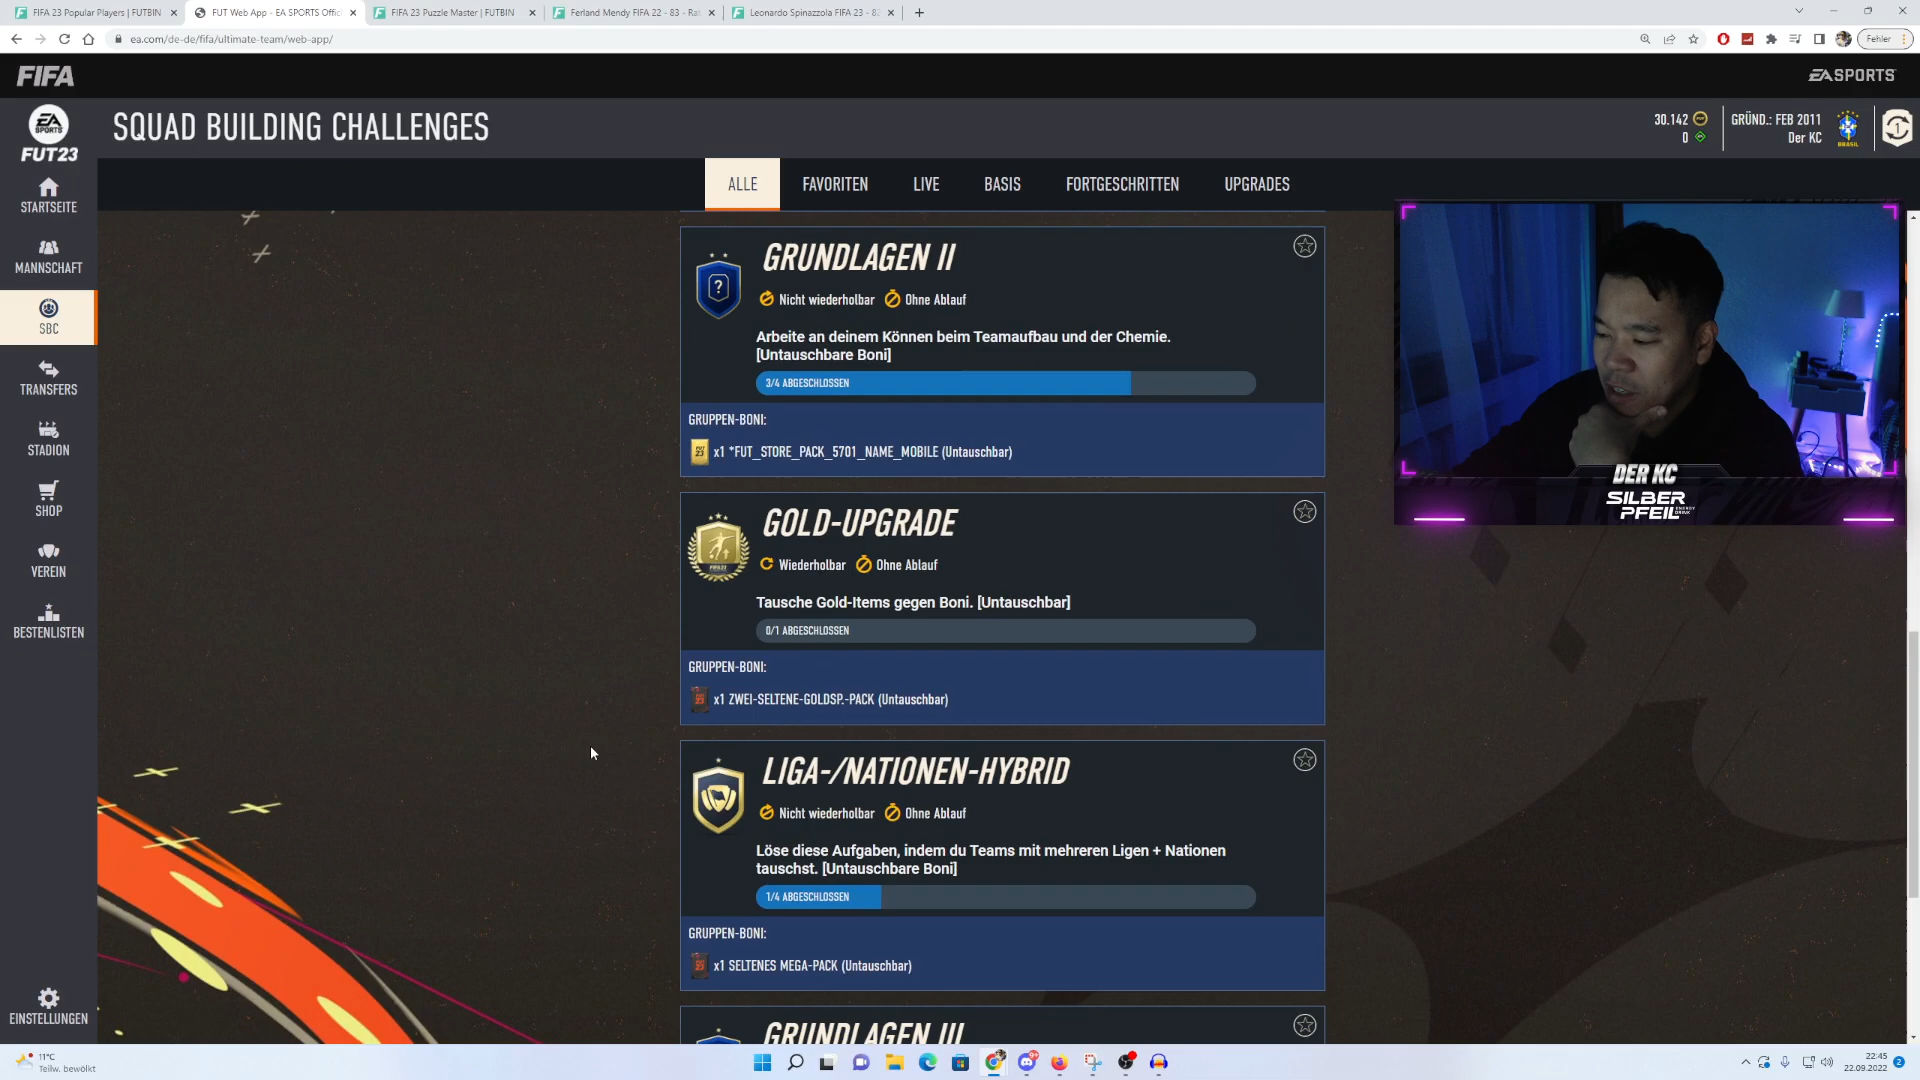 FIFA 23 Popular Players | FUTBIN
FUT Web App - EA SPORTS Offic
FIFA 23 Puzzle Master | FUTBIN
Ferland Mendy FIFA 22 - 83 - Rat
Leonardo Spinazzola FIFA 23 - 82
ea.com/de-de/fifa/ultimate-team/web-app/
Fehler
FIFA
EA SPORTS
EA SPORTS
FUT23
SQUAD BUILDING CHALLENGES
30.142
0
GRÜND.: FEB 2011
Der KC
BRASIL
1
ALLE
FAVORITEN
LIVE
BASIS
FORTGESCHRITTEN
UPGRADES
STARTSEITE
MANNSCHAFT
SBC
TRANSFERS
STADION
SHOP
VEREIN
BESTENLISTEN
EINSTELLUNGEN
GRUNDLAGEN II
Nicht wiederholbar
Ohne Ablauf
Arbeite an deinem Können beim Teamaufbau und der Chemie.
[Untauschbare Boni]
3/4 ABGESCHLOSSEN
GRUPPEN-BONI:
x1 *FUT_STORE_PACK_5701_NAME_MOBILE (Untauschbar)
GOLD-UPGRADE
Wiederholbar
Ohne Ablauf
Tausche Gold-Items gegen Boni. [Untauschbar]
0/1 ABGESCHLOSSEN
GRUPPEN-BONI:
x1 ZWEI-SELTENE-GOLDSP.-PACK (Untauschbar)
LIGA-/NATIONEN-HYBRID
Nicht wiederholbar
Ohne Ablauf
Löse diese Aufgaben, indem du Teams mit mehreren Ligen + Nationen
tauschst. [Untauschbare Boni]
1/4 ABGESCHLOSSEN
GRUPPEN-BONI:
x1 SELTENES MEGA-PACK (Untauschbar)
GRUNDLAGEN III
DER KC
SILBER
PFEIL ENERGY DRINK
11°C
Teilw. bewölkt
22:45
22.09.2022
2